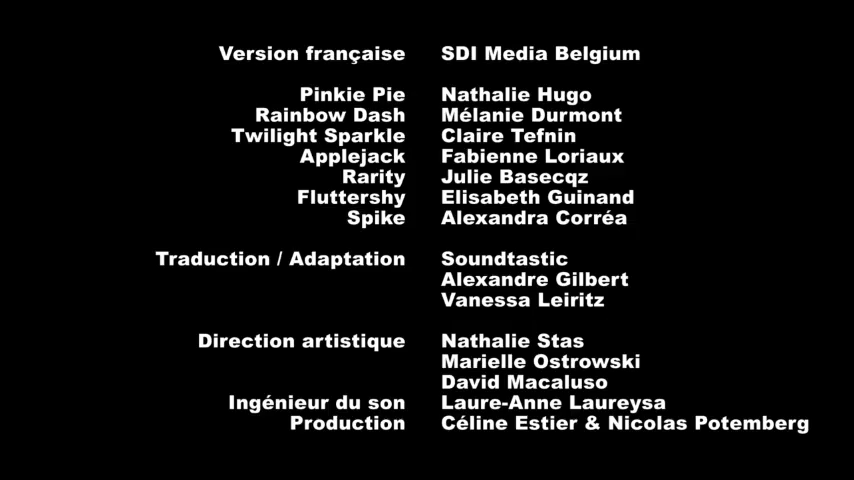 Version française SDI Media Belgium
Pinkie Pie Nathalie Hugo
Rainbow Dash Mélanie Durmont
Twilight Sparkle Claire Tefnin
Applejack Fabienne Loriaux
Rarity Julie Basecqz
Fluttershy Elisabeth Guinand
Spike Alexandra Corréa
Traduction / Adaptation Soundtastic
Alexandre Gilbert
Vanessa Leiritz
Direction artistique Nathalie Stas
Marielle Ostrowski
David Macaluso
Ingénieur du son Laure-Anne Laureysa
Production Céline Estier & Nicolas Potemberg